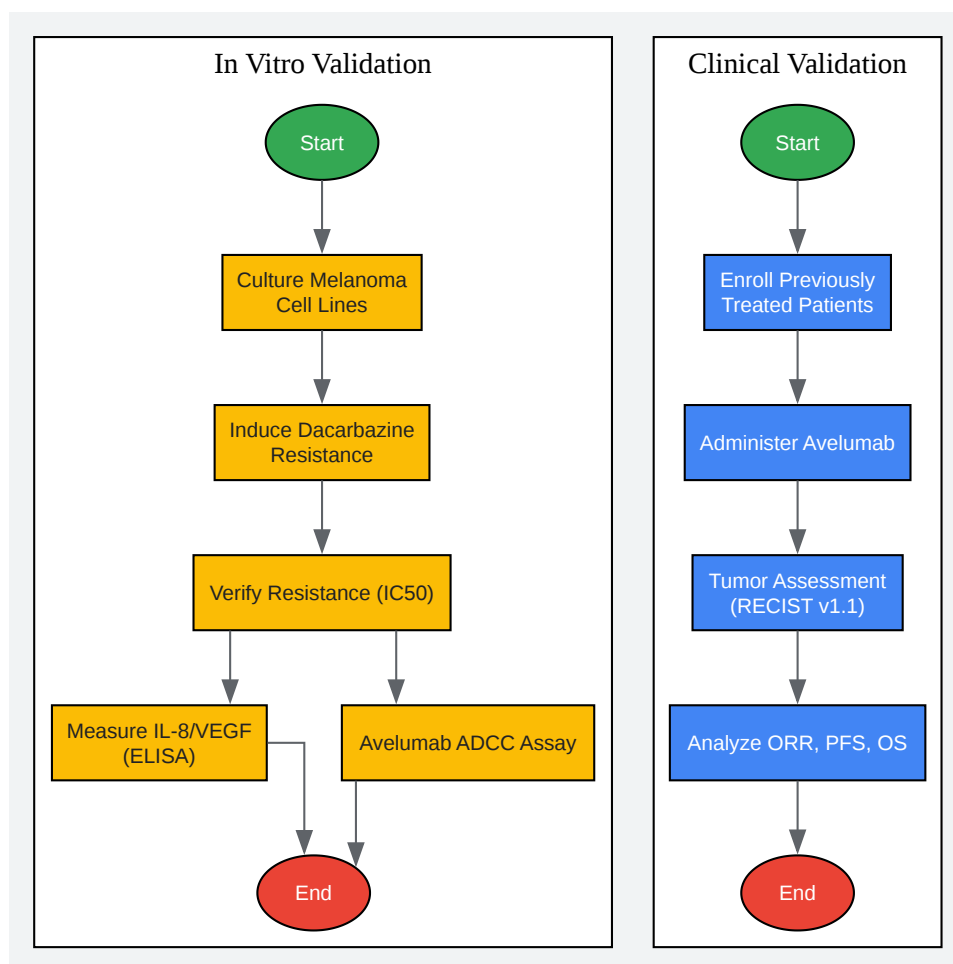 In Vitro Validation
Start
Culture Melanoma
Cell Lines
Induce Dacarbazine
Resistance
Verify Resistance (IC50)
Measure IL-8/VEGF
(ELISA)
Avelumab ADCC Assay
End
Clinical Validation
Start
Enroll Previously
Treated Patients
Administer Avelumab
Tumor Assessment
(RECIST v1.1)
Analyze ORR, PFS, OS
End